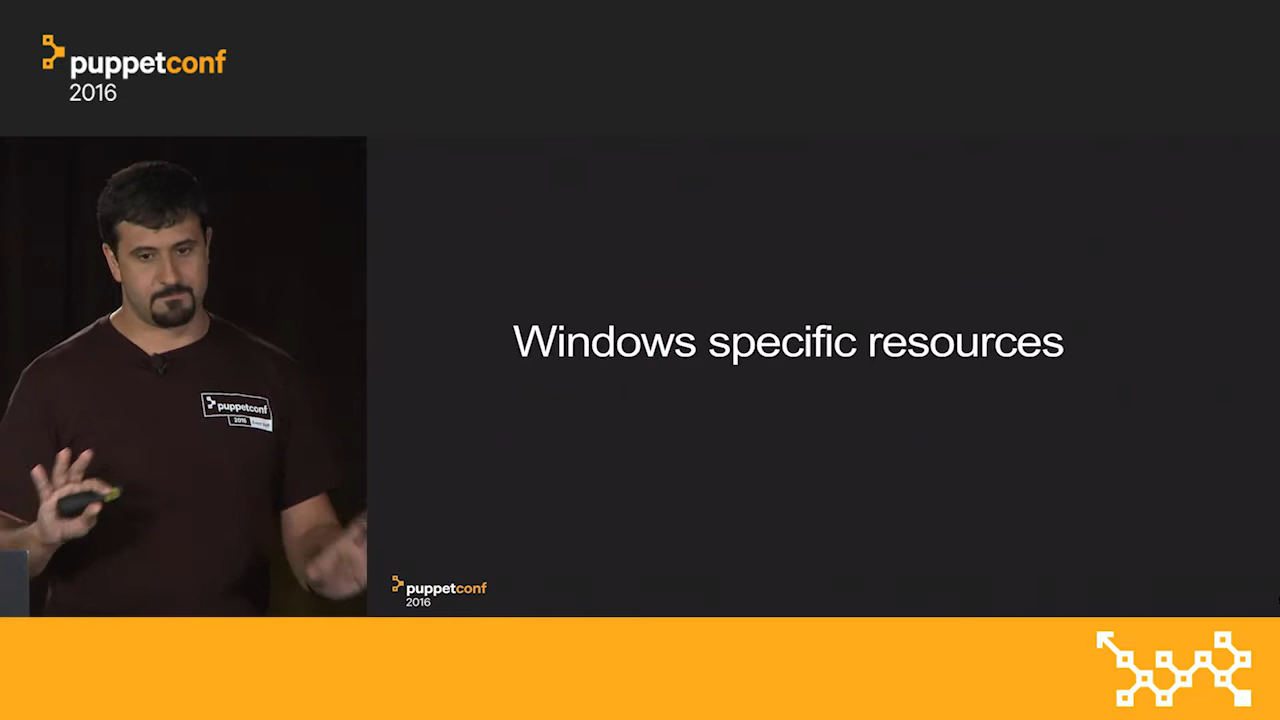 puppetconf
2016
Windows specific resources
puppetconf
2016
puppetconf
2016